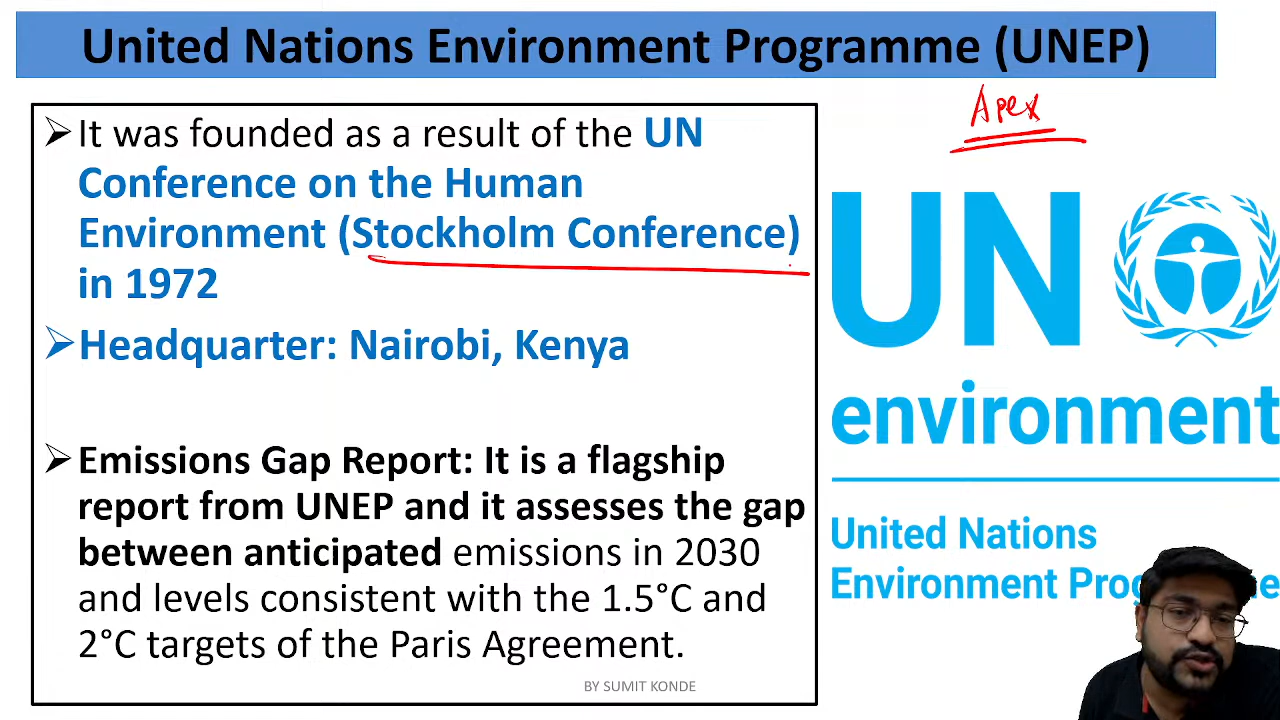 United Nations Environment Programme (UNEP)
Apex
➢It was founded as a result of the UN
Conference on the Human
Environment (Stockholm Conference)
in 1972
➢Headquarter: Nairobi, Kenya
➢Emissions Gap Report: It is a flagship
report from UNEP and it assesses the gap
between anticipated emissions in 2030
and levels consistent with the 1.5°C and
2°C targets of the Paris Agreement.
BY SUMIT KONDE
UN
environment
United Nations
Environment